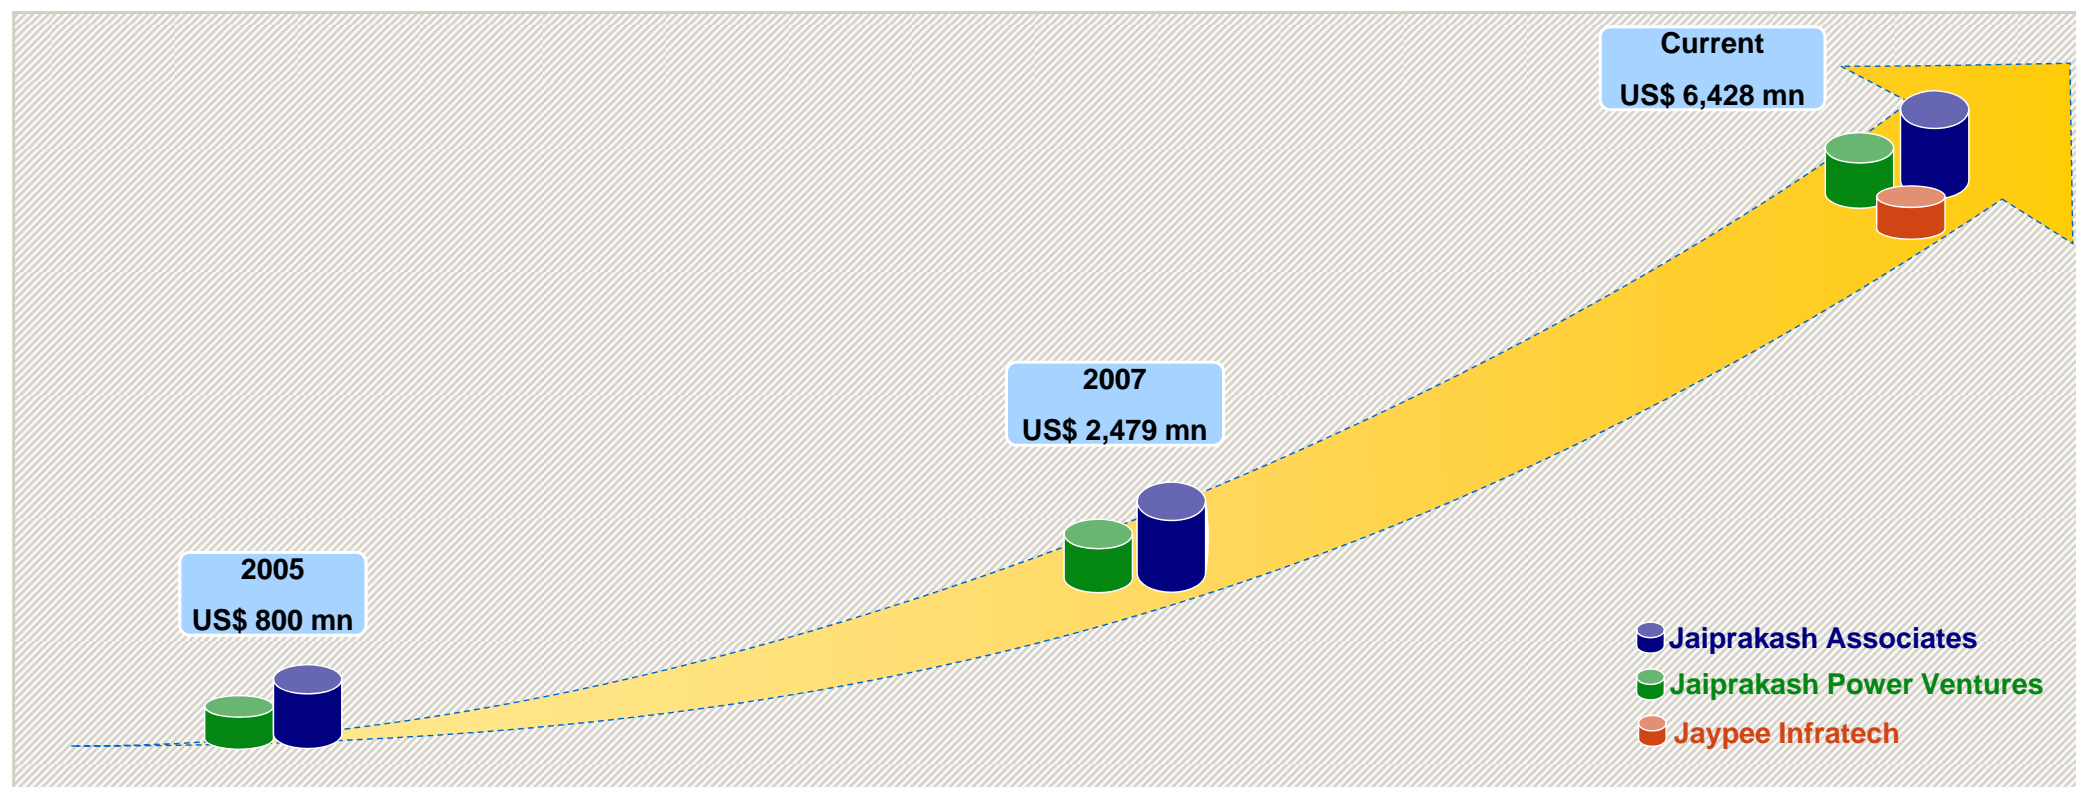 Current
US$ 6,428 mn
2007
US$ 2,479 mn
2005
US$ 800 mn
Jaiprakash Associates
Jaiprakash Power Ventures
Jaypee Infratech